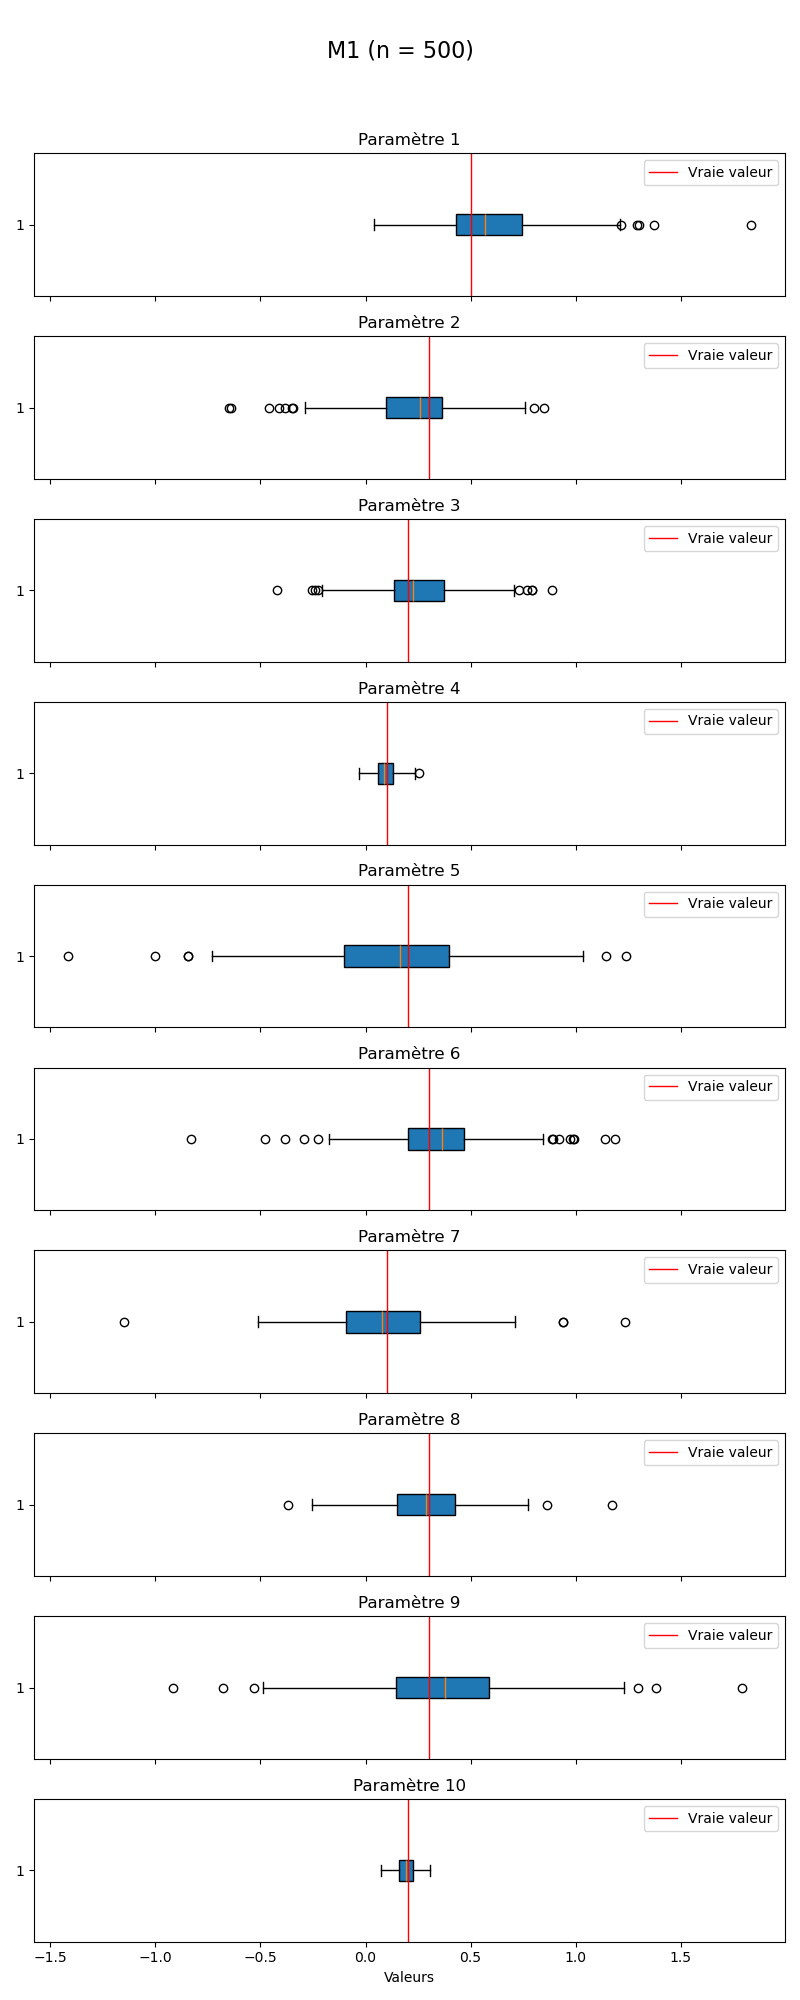 M1 (n = 500)
Paramètre 1
Vraie valeur
1
Paramètre 2
Vraie valeur
1
Paramètre 3
Vraie valeur
1
Paramètre 4
Vraie valeur
1
Paramètre 5
Vraie valeur
1
Paramètre 6
Vraie valeur
1
Paramètre 7
Vraie valeur
1
Paramètre 8
Vraie valeur
1
Paramètre 9
Vraie valeur
1
Paramètre 10
Vraie valeur
1
−1.5 −1.0 −0.5 0.0 0.5 1.0 1.5
Valeurs